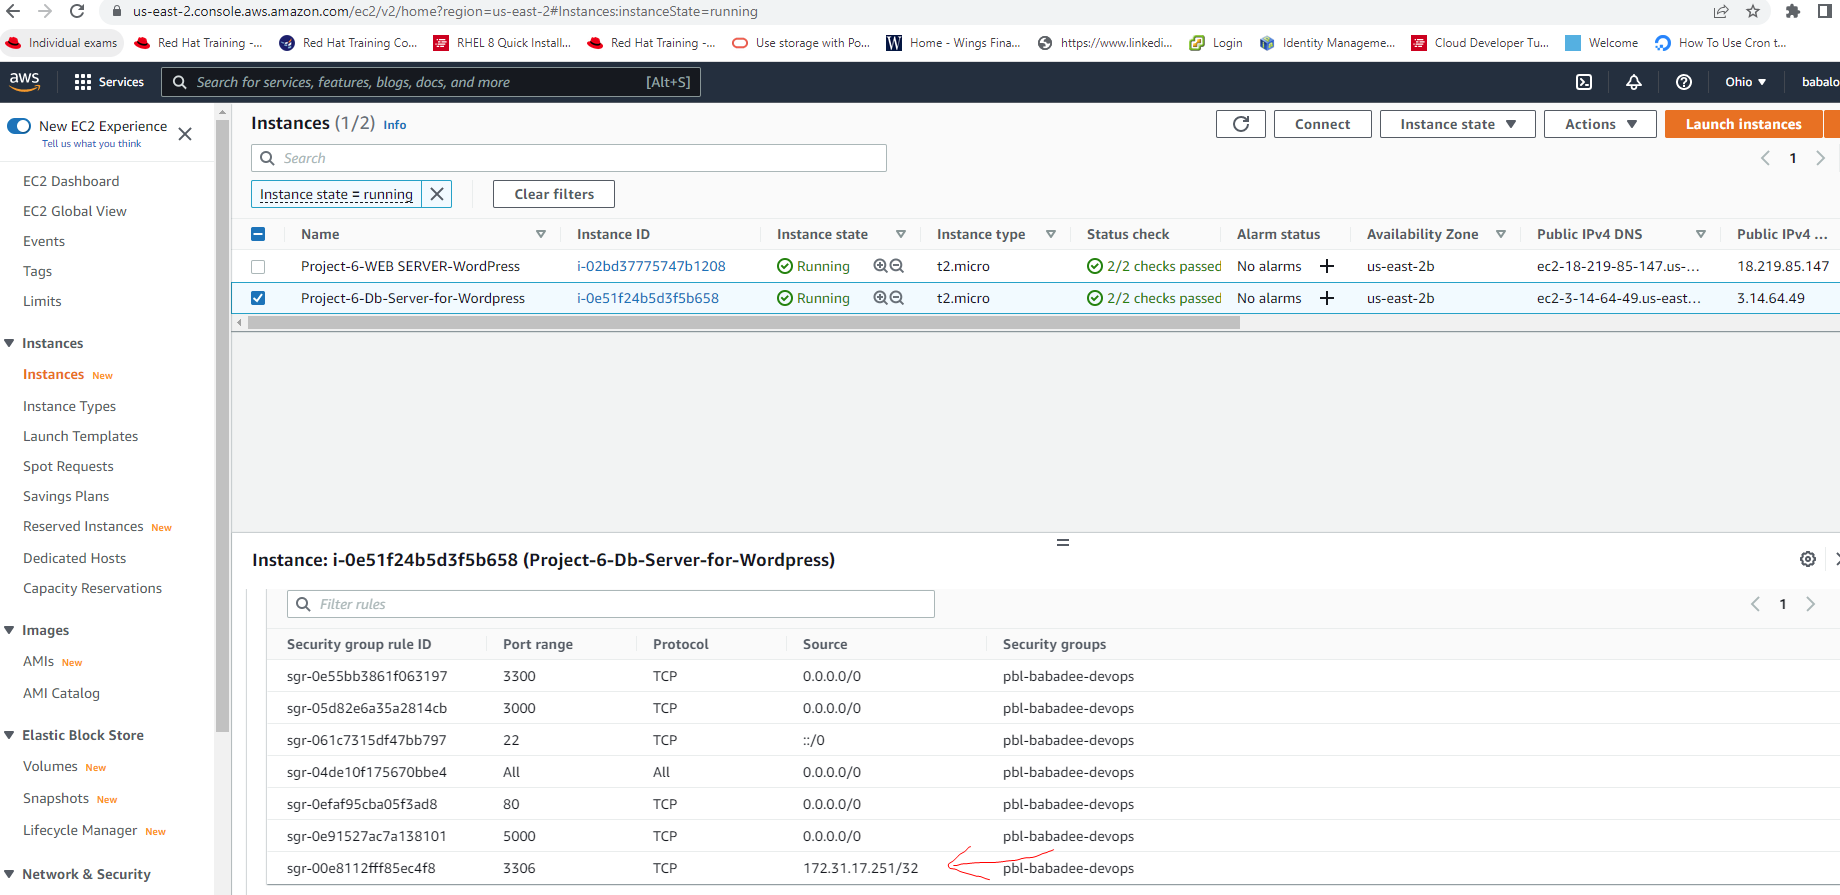 us-east-2.console.aws.amazon.com/ec2/v2/home?region=us-east-2#Instances:instanceState=running
Individual exams Red Hat Training -... Red Hat Training Co... RHEL 8 Quick Install... Red Hat Training -... Use storage with Po... W Home - Wings Fina... https://www.linkedi... Login Identity Manageme... Cloud Developer Tu... Welcome How To Use Cron t...
aws Services Search for services, features, blogs, docs, and more [Alt+S] Ohio babalo
New EC2 Experience
Tell us what you think
EC2 Dashboard
EC2 Global View
Events
Tags
Limits
Instances
Instances New
Instance Types
Launch Templates
Spot Requests
Savings Plans
Reserved Instances New
Dedicated Hosts
Capacity Reservations
Images
AMIs New
AMI Catalog
Elastic Block Store
Volumes New
Snapshots New
Lifecycle Manager New
Network & Security
Instances (1/2) Info Connect Instance state Actions Launch instances
Search 1
Instance state = running Clear filters
Name Instance ID Instance state Instance type Status check Alarm status Availability Zone Public IPv4 DNS Public IPv4 ...
Project-6-WEB SERVER-WordPress i-02bd37775747b1208 Running t2.micro 2/2 checks passed No alarms + us-east-2b ec2-18-219-85-147.us-... 18.219.85.147
Project-6-Db-Server-for-Wordpress i-0e51f24b5d3f5b658 Running t2.micro 2/2 checks passed No alarms + us-east-2b ec2-3-14-64-49.us-east... 3.14.64.49
Instance: i-0e51f24b5d3f5b658 (Project-6-Db-Server-for-Wordpress)
Filter rules 1
Security group rule ID Port range Protocol Source Security groups
sgr-0e55bb3861f063197 3300 TCP 0.0.0.0/0 pbl-babadee-devops
sgr-05d82e6a35a2814cb 3000 TCP 0.0.0.0/0 pbl-babadee-devops
sgr-061c7315df47bb797 22 TCP ::/0 pbl-babadee-devops
sgr-04de10f175670bbe4 All All 0.0.0.0/0 pbl-babadee-devops
sgr-0efaf95cba05f3ad8 80 TCP 0.0.0.0/0 pbl-babadee-devops
sgr-0e91527ac7a138101 5000 TCP 0.0.0.0/0 pbl-babadee-devops
sgr-00e8112fff85ec4f8 3306 TCP 172.31.17.251/32 pbl-babadee-devops